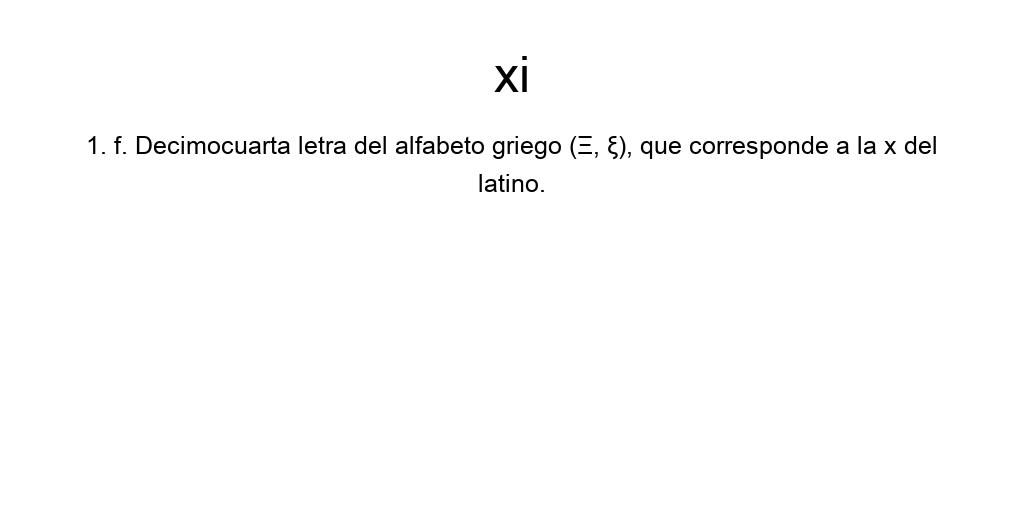 xi
1. f. Decimocuarta letra del alfabeto griego (Ξ, ξ), que corresponde a la x del
latino.